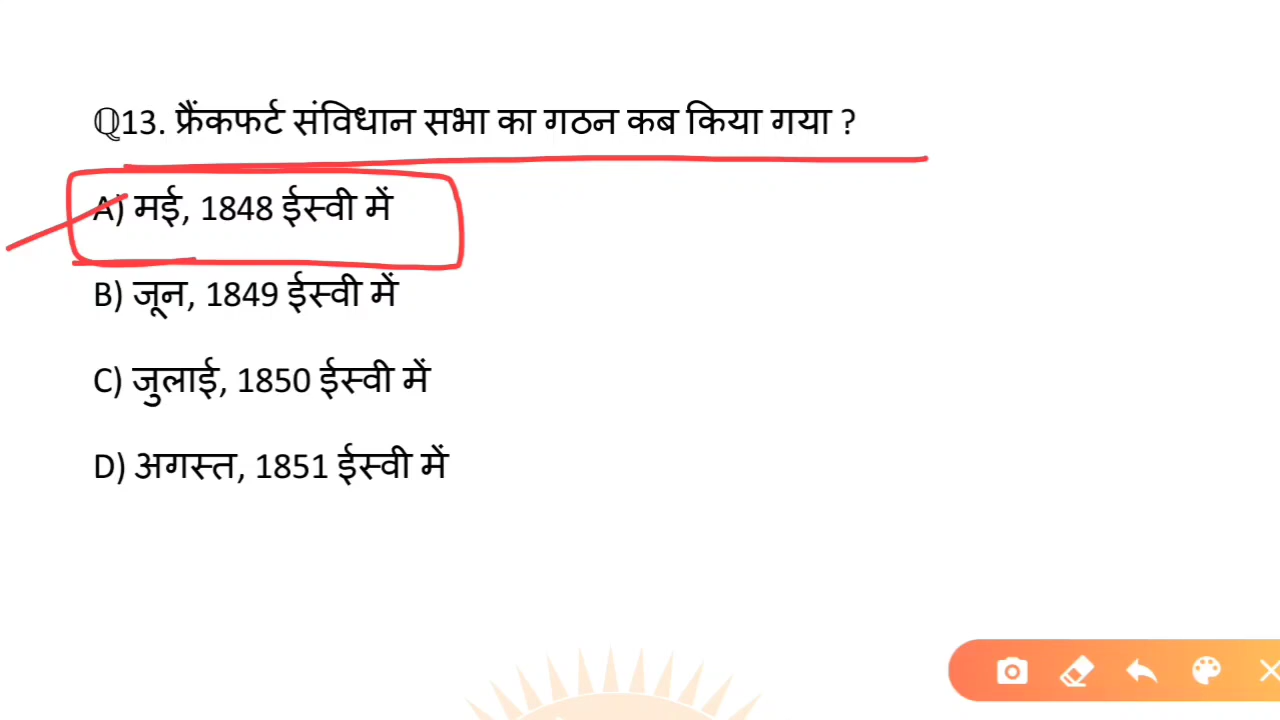 Q13. फ्रैंकफर्ट संविधान सभा का गठन कब किया गया ?
A) मई, 1848 ईस्वी में
B) जून, 1849 ईस्वी में
C) जुलाई, 1850 ईस्वी में
D) अगस्त, 1851 ईस्वी में